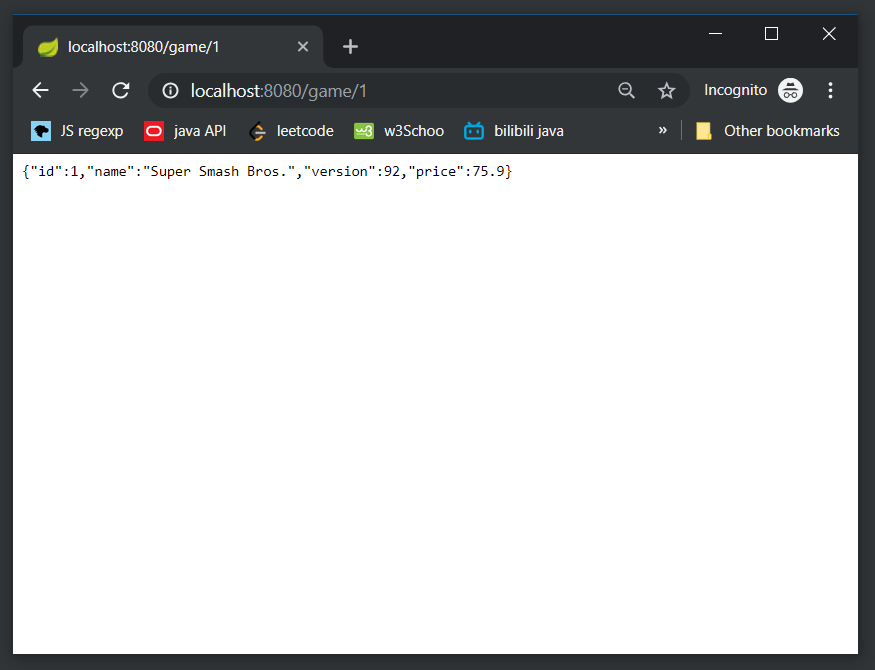 localhost:8080/game/1
localhost:8080/game/1 Incognito
JS regexp java API leetcode w3 w3Schoo bilibili java » Other bookmarks
{"id":1,"name":"Super Smash Bros.","version":92,"price":75.9}